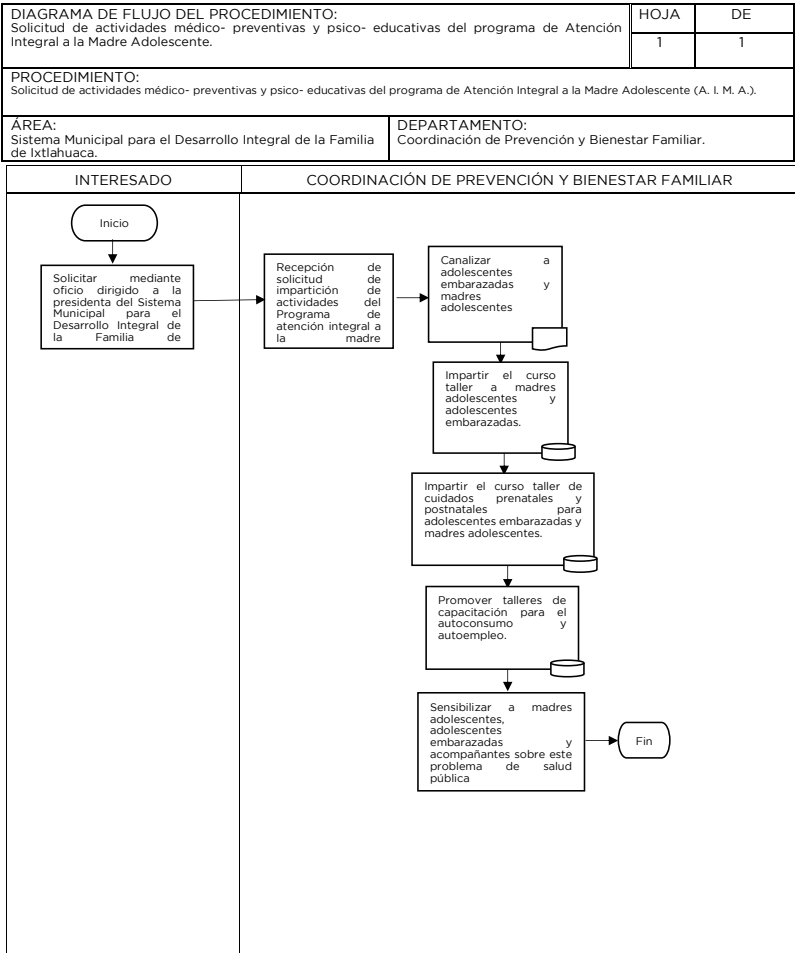 DIAGRAMA DE FLUJO DEL PROCEDIMIENTO:
Solicitud de actividades médico- preventivas y psico- educativas del programa de Atención
Integral a la Madre Adolescente.
HOJA
DE
1
1
PROCEDIMIENTO:
Solicitud de actividades médico- preventivas y psico- educativas del programa de Atención Integral a la Madre Adolescente (A. I. M. A.).
ÁREA:
Sistema Municipal para el Desarrollo Integral de la Familia
de Ixtlahuaca.
DEPARTAMENTO:
Coordinación de Prevención y Bienestar Familiar.
INTERESADO
COORDINACIÓN DE PREVENCIÓN Y BIENESTAR FAMILIAR
Inicio
Solicitar mediante
oficio dirigido a la
presidenta del Sistema
Municipal para el
Desarrollo Integral de
la Familia de
Recepción de
solicitud de
impartición de
actividades del
Programa de
atención integral a
la madre
Canalizar a
adolescentes
embarazadas y
madres
adolescentes
Impartir el curso
taller a madres
adolescentes y
adolescentes
embarazadas.
Impartir el curso taller de
cuidados prenatales y
postnatales para
adolescentes embarazadas y
madres adolescentes.
Promover talleres de
capacitación para el
autoconsumo y
autoempleo.
Sensibilizar a madres
adolescentes,
adolescentes
embarazadas y
acompañantes sobre este
problema de salud
pública
Fin